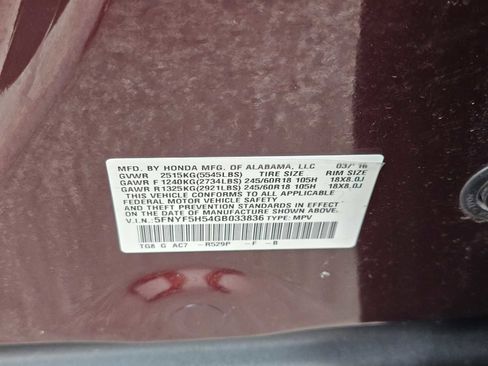 MFD. BY HONDA MFG. OF ALABAMA, LLC 03/'16
GVWR 2515KG(5545LBS) TIRE SIZE RIM SIZE
GAWR F 1240KG(2734LBS) 245/60R18 105H 18X8.0J
GAWR R 1325KG(2921LBS) 245/60R18 105H 18X8.0J
THIS VEHICLE CONFORMS TO ALL APPLICABLE
FEDERAL MOTOR VEHICLE SAFETY
AND THEFT PREVENTION STANDARDS IN
EFFECT ON THE DATE OF MANUFACTURE SHOWN ABOVE.
V.I.N.:5FNYF5H54GB033836 TYPE: MPV
TG8 G AC7 -R529P -F -B